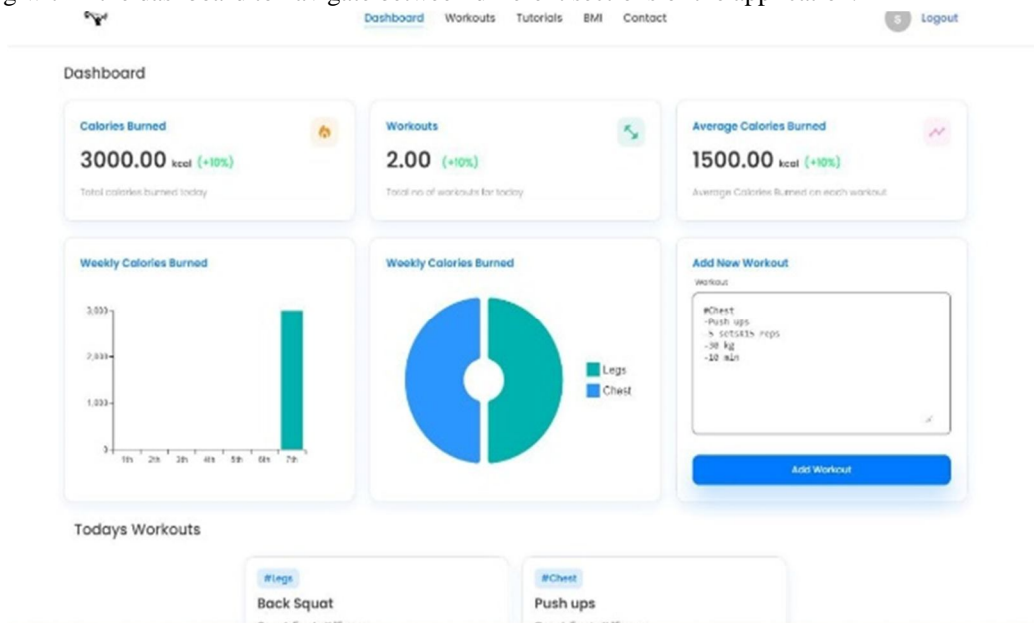 Dashboard Workouts Tutorials BMI Contact
S Logout
Dashboard
Calories Burned
3000.00 kcal (+10%)
Total calories burned today
Workouts
2.00 (+10%)
Total no of workouts for today
Average Calories Burned
1500.00 kcal (+10%)
Average Calories Burned on each workout
Weekly Calories Burned
3,000
2,000
1,000
0
1th 2th 3th 4th 5th 6th 7th
Weekly Calories Burned
Legs
Chest
Add New Workout
Workout
#Chest
-Push ups
-5 setsX15 reps
-30 kg
-10 min
Add Workout
Todays Workouts
#Legs
Back Squat
#Chest
Push ups